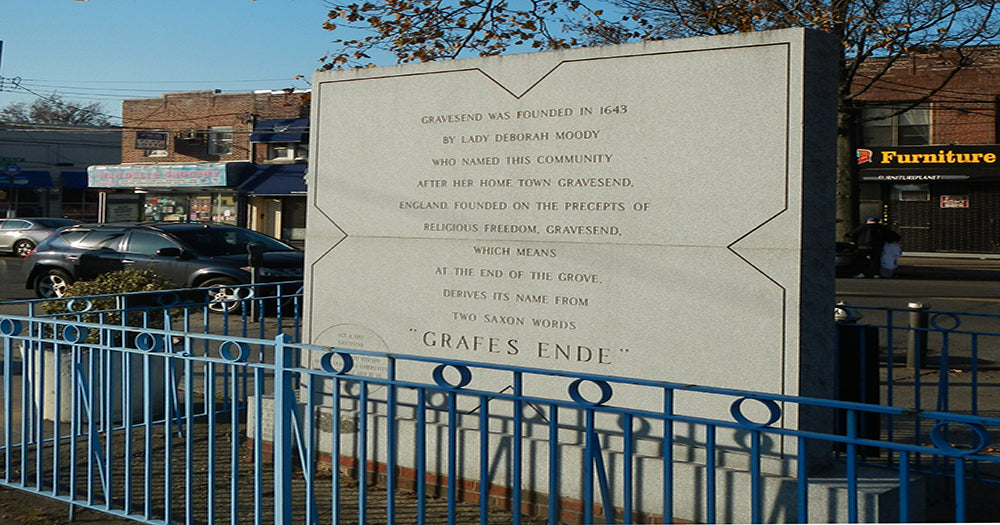 GRAVESEND WAS FOUNDED IN 1643
BY LADY DEBORAH MOODY
WHO NAMED THIS COMMUNITY
AFTER HER HOME TOWN GRAVESEND,
ENGLAND. FOUNDED ON THE PRECEPTS OF
RELIGIOUS FREEDOM, GRAVESEND,
WHICH MEANS
AT THE END OF THE GROVE,
DERIVES ITS NAME FROM
TWO SAXON WORDS
"GRAFES ENDE"
Furniture
FURNITUREPLANET